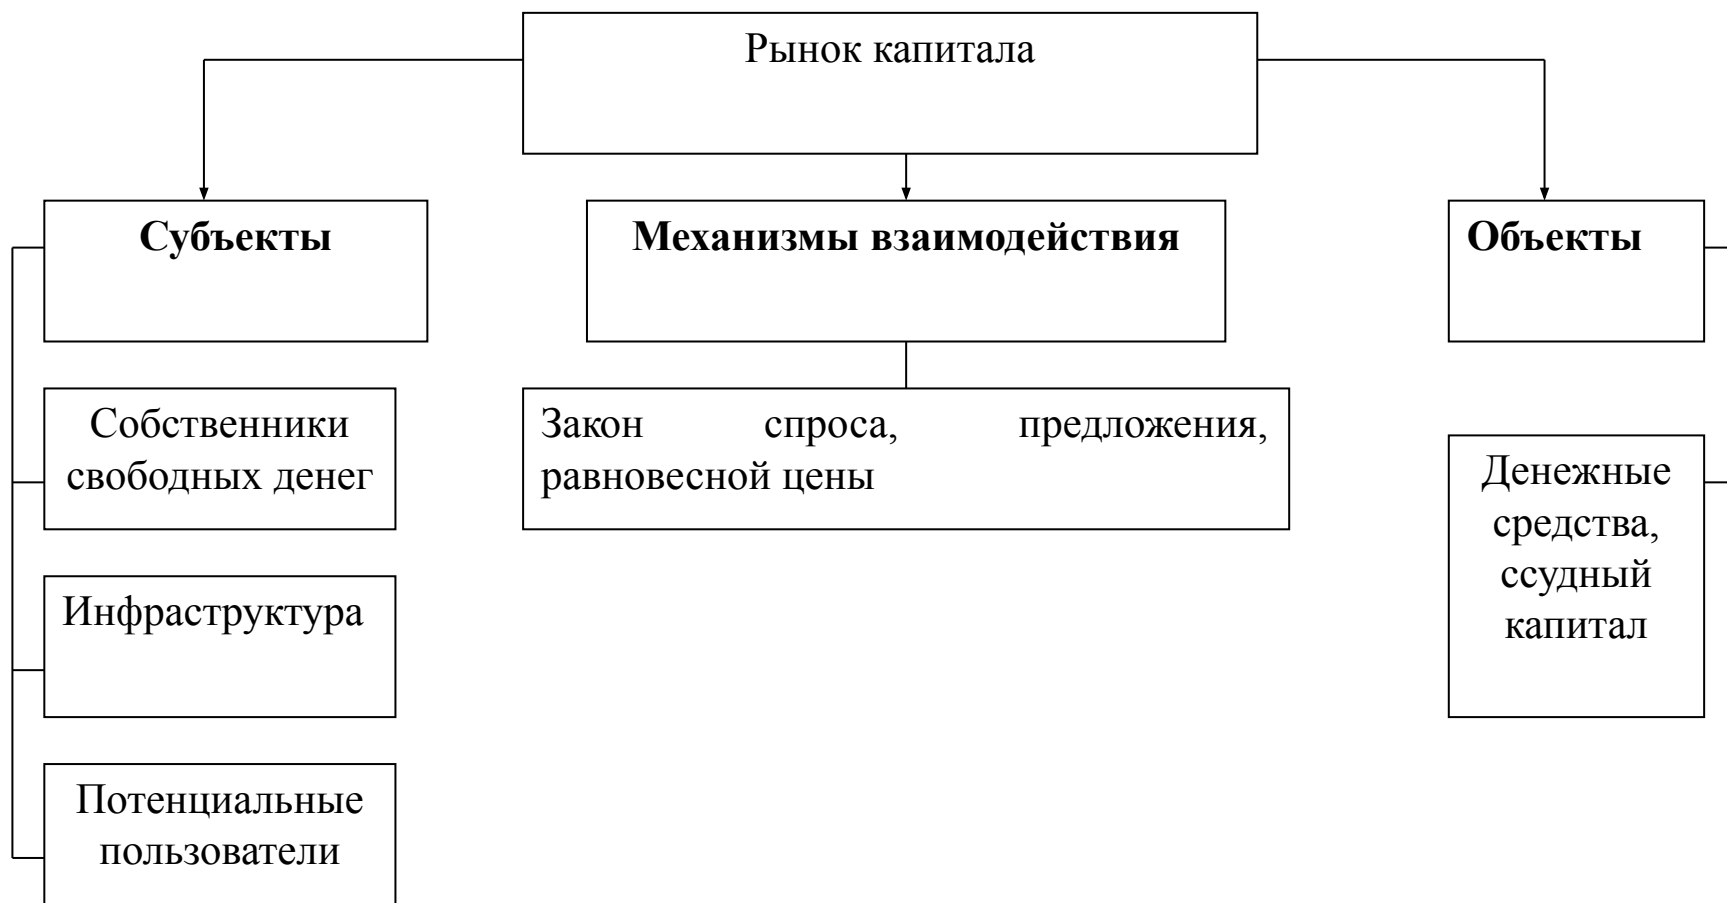 Рынок капитала
Субъекты
Механизмы взаимодействия
Объекты
Собственники
свободных денег
Закон спроса, предложения,
равновесной цены
Денежные
средства,
ссудный
капитал
Инфраструктура
Потенциальные
пользователи